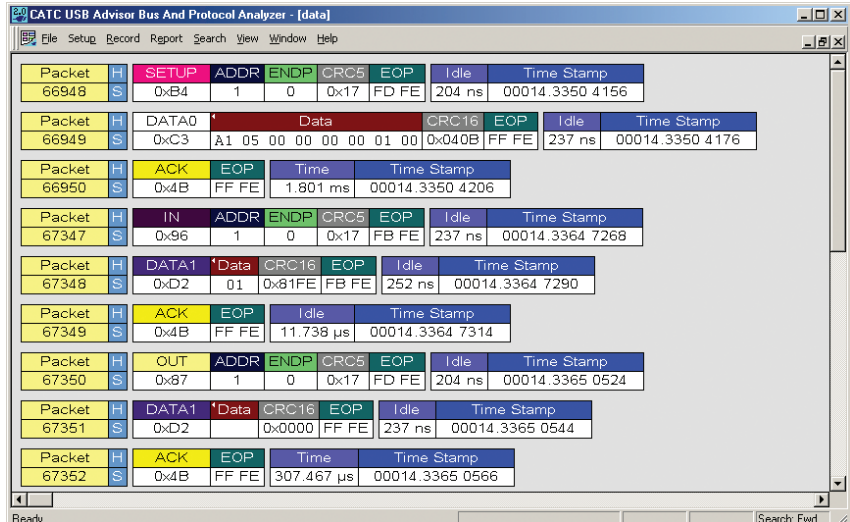 2.0 CATC USB Advisor Bus And Protocol Analyzer - [data]
File Setup Record Report Search View Window Help
Packet H SETUP ADDR ENDP CRC5 EOP Idle Time Stamp
66948 S 0xB4 1 0 0x17 FD FE 204 ns 00014.3350 4156
Packet H DATA0 Data CRC16 EOP Idle Time Stamp
66949 S 0xC3 A1 05 00 00 00 00 01 00 0x040B FF FE 237 ns 00014.3350 4176
Packet H ACK EOP Time Time Stamp
66950 S 0x4B FF FE 1.801 ms 00014.3350 4206
Packet H IN ADDR ENDP CRC5 EOP Idle Time Stamp
67347 S 0x96 1 0 0x17 FB FE 237 ns 00014.3364 7268
Packet H DATA1 Data CRC16 EOP Idle Time Stamp
67348 S 0xD2 01 0x81FE FB FE 252 ns 00014.3364 7290
Packet H ACK EOP Idle Time Stamp
67349 S 0x4B FF FE 11.738 µs 00014.3364 7314
Packet H OUT ADDR ENDP CRC5 EOP Idle Time Stamp
67350 S 0x87 1 0 0x17 FD FE 204 ns 00014.3365 0524
Packet H DATA1 Data CRC16 EOP Idle Time Stamp
67351 S 0xD2 0x0000 FF FE 237 ns 00014.3365 0544
Packet H ACK EOP Time Time Stamp
67352 S 0x4B FF FE 307.467 µs 00014.3365 0566
Ready Search: Fwd